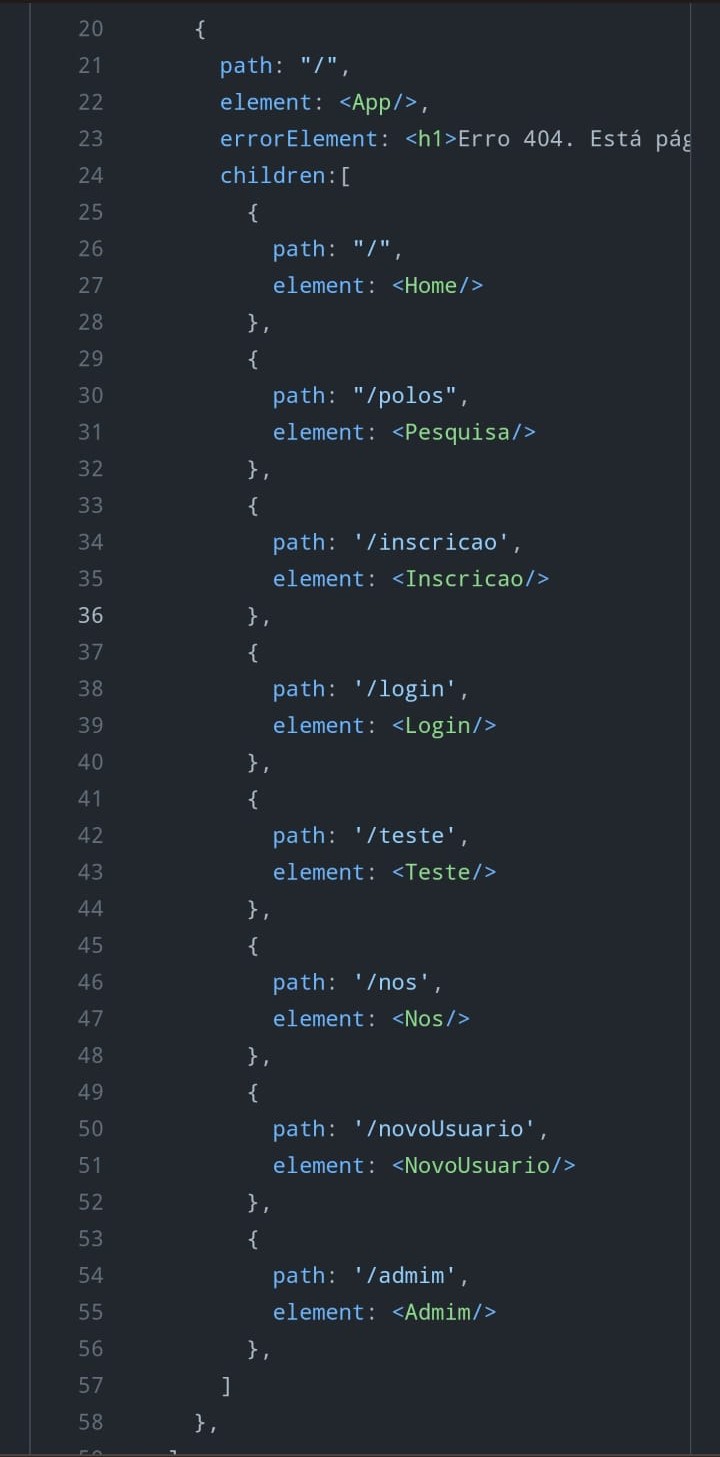 20 {
21 path: "/",
22 element: <App/>,
23 errorElement: <h1>Erro 404. Está
24 children:[
25 {
26 path: "/",
27 element: <Home/>
28 },
29 {
30 path: "/polos",
31 element: <Pesquisa/>
32 },
33 {
34 path: '/inscricao',
35 element: <Inscricao/>
36 },
37 {
38 path: '/login',
39 element: <Login/>
40 },
41 {
42 path: '/teste',
43 element: <Teste/>
44 },
45 {
46 path: '/nos',
47 element: <Nos/>
48 },
49 {
50 path: '/novoUsuario',
51 element: <NovoUsuario/>
52 },
53 {
54 path: '/admim',
55 element: <Admim/>
56 },
57 ]
58 },